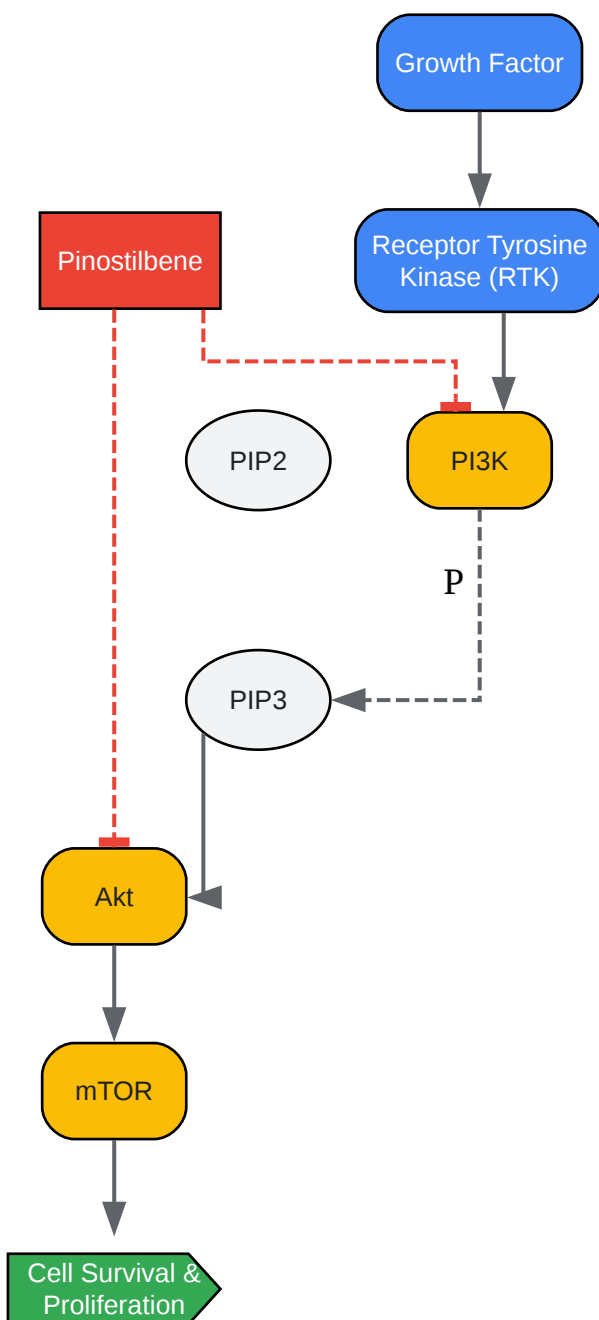 Growth Factor
Pinostilbene
Receptor Tyrosine
Kinase (RTK)
PIP2
PI3K
P
PIP3
Akt
mTOR
Cell Survival &
Proliferation